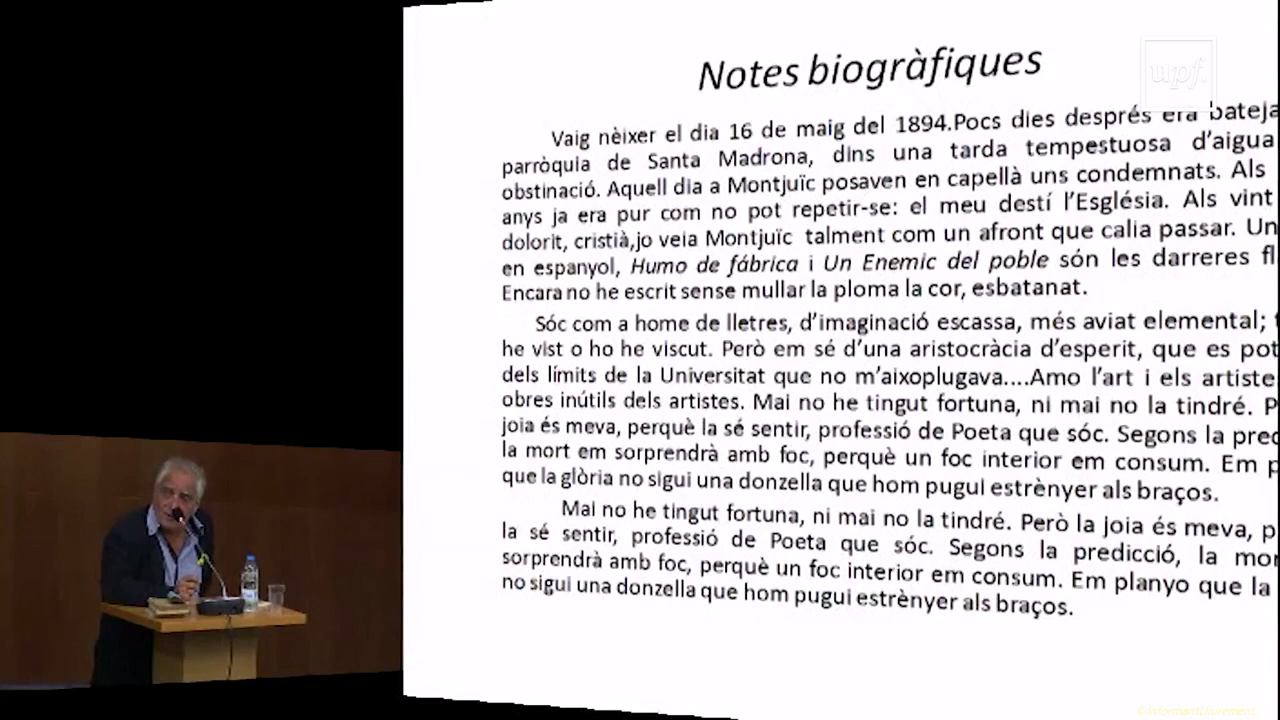 upf.
Notes biogràfiques
Vaig nèixer el dia 16 de maig del 1894.Pocs dies després era bateja
parròquia de Santa Madrona, dins una tarda tempestuosa d'aigua
obstinació. Aquell dia a Montjuïc posaven en capellà uns condemnats. Als
anys ja era pur com no pot repetir-se: el meu destí l'Església. Als vint
dolorit, cristià,jo veia Montjuïc talment com un afront que calia passar. Un
en espanyol, Humo de fábrica i Un Enemic del poble són les darreres fl
Encara no he escrit sense mullar la ploma la cor, esbatanat.
Sóc com a home de lletres, d'imaginació escassa, més aviat elemental;
he vist o ho he viscut. Però em sé d'una aristocràcia d'esperit, que es pot
dels límits de la Universitat que no m'aixoplugava....Amo l'art i els artiste
obres inútils dels artistes. Mai no he tingut fortuna, ni mai no la tindré. P
joia és meva, perquè la sé sentir, professió de Poeta que sóc. Segons la pred
la mort em sorprendrà amb foc, perquè un foc interior em consum. Em p
que la glòria no sigui una donzella que hom pugui estrènyer als braços.
Mai no he tingut fortuna, ni mai no la tindré. Però la joia és meva, p
la sé sentir, professió de Poeta que sóc. Segons la predicció, la mor
sorprendrà amb foc, perquè un foc interior em consum. Em planyo que la
no sigui una donzella que hom pugui estrènyer als braços.